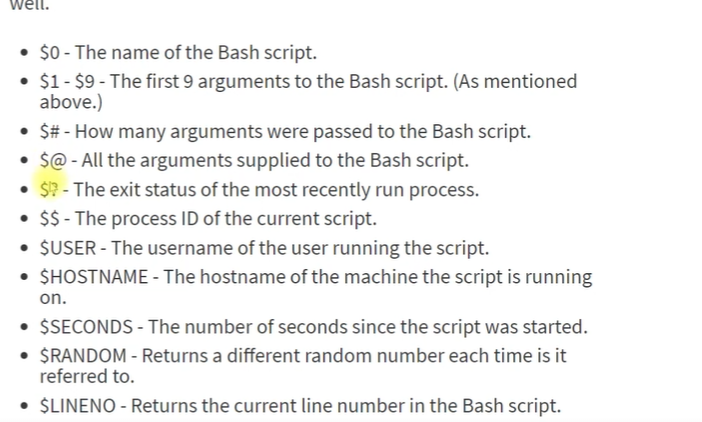 well.
$0 - The name of the Bash script.
$1 - $9 - The first 9 arguments to the Bash script. (As mentioned
above.)
$# - How many arguments were passed to the Bash script.
$@ - All the arguments supplied to the Bash script.
$? - The exit status of the most recently run process.
$$ - The process ID of the current script.
$USER - The username of the user running the script.
$HOSTNAME - The hostname of the machine the script is running
on.
$SECONDS - The number of seconds since the script was started.
$RANDOM - Returns a different random number each time is it
referred to.
$LINENO - Returns the current line number in the Bash script.